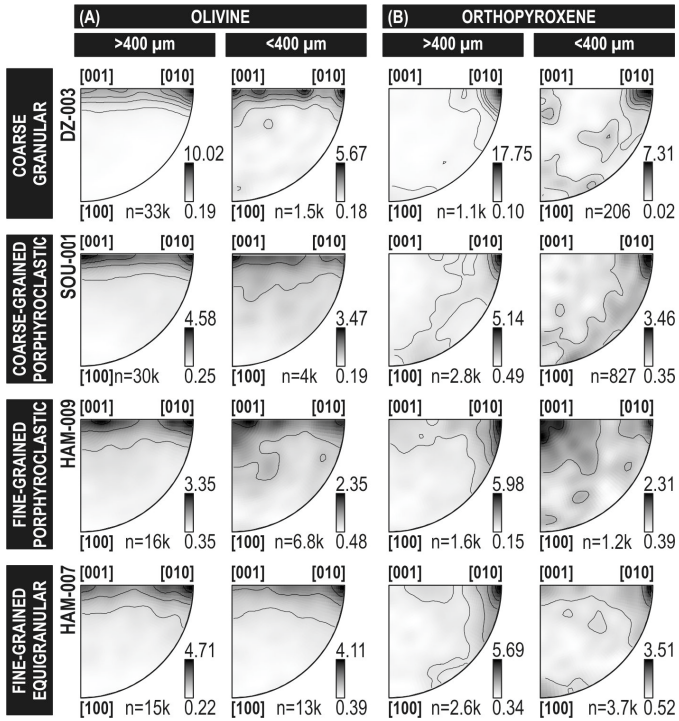 (A) OLIVINE (B) ORTHOPYROXENE
>400 µm <400 µm >400 µm <400 µm
COARSE GRANULAR
DZ-003
[001] [010] [001] [010] [001] [010] [001] [010]
10.02 5.67 17.75 7.31
0.19 0.18 0.10 0.02
[100] n=33k [100] n=1.5k [100] n=1.1k [100] n=206
COARSE-GRAINED PORPHYROCLASTIC
SOU-001
[001] [010] [001] [010] [001] [010] [001] [010]
4.58 3.47 5.14 3.46
0.25 0.19 0.49 0.35
[100] n=30k [100] n=4k [100] n=2.8k [100] n=827
FINE-GRAINED PORPHYROCLASTIC
HAM-009
[001] [010] [001] [010] [001] [010] [001] [010]
3.35 2.35 5.98 2.31
0.35 0.48 0.15 0.39
[100] n=16k [100] n=6.8k [100] n=1.6k [100] n=1.2k
FINE-GRAINED EQUIGRANULAR
HAM-007
[001] [010] [001] [010] [001] [010] [001] [010]
4.71 4.11 5.69 3.51
0.22 0.39 0.34 0.52
[100] n=15k [100] n=13k [100] n=2.6k [100] n=3.7k